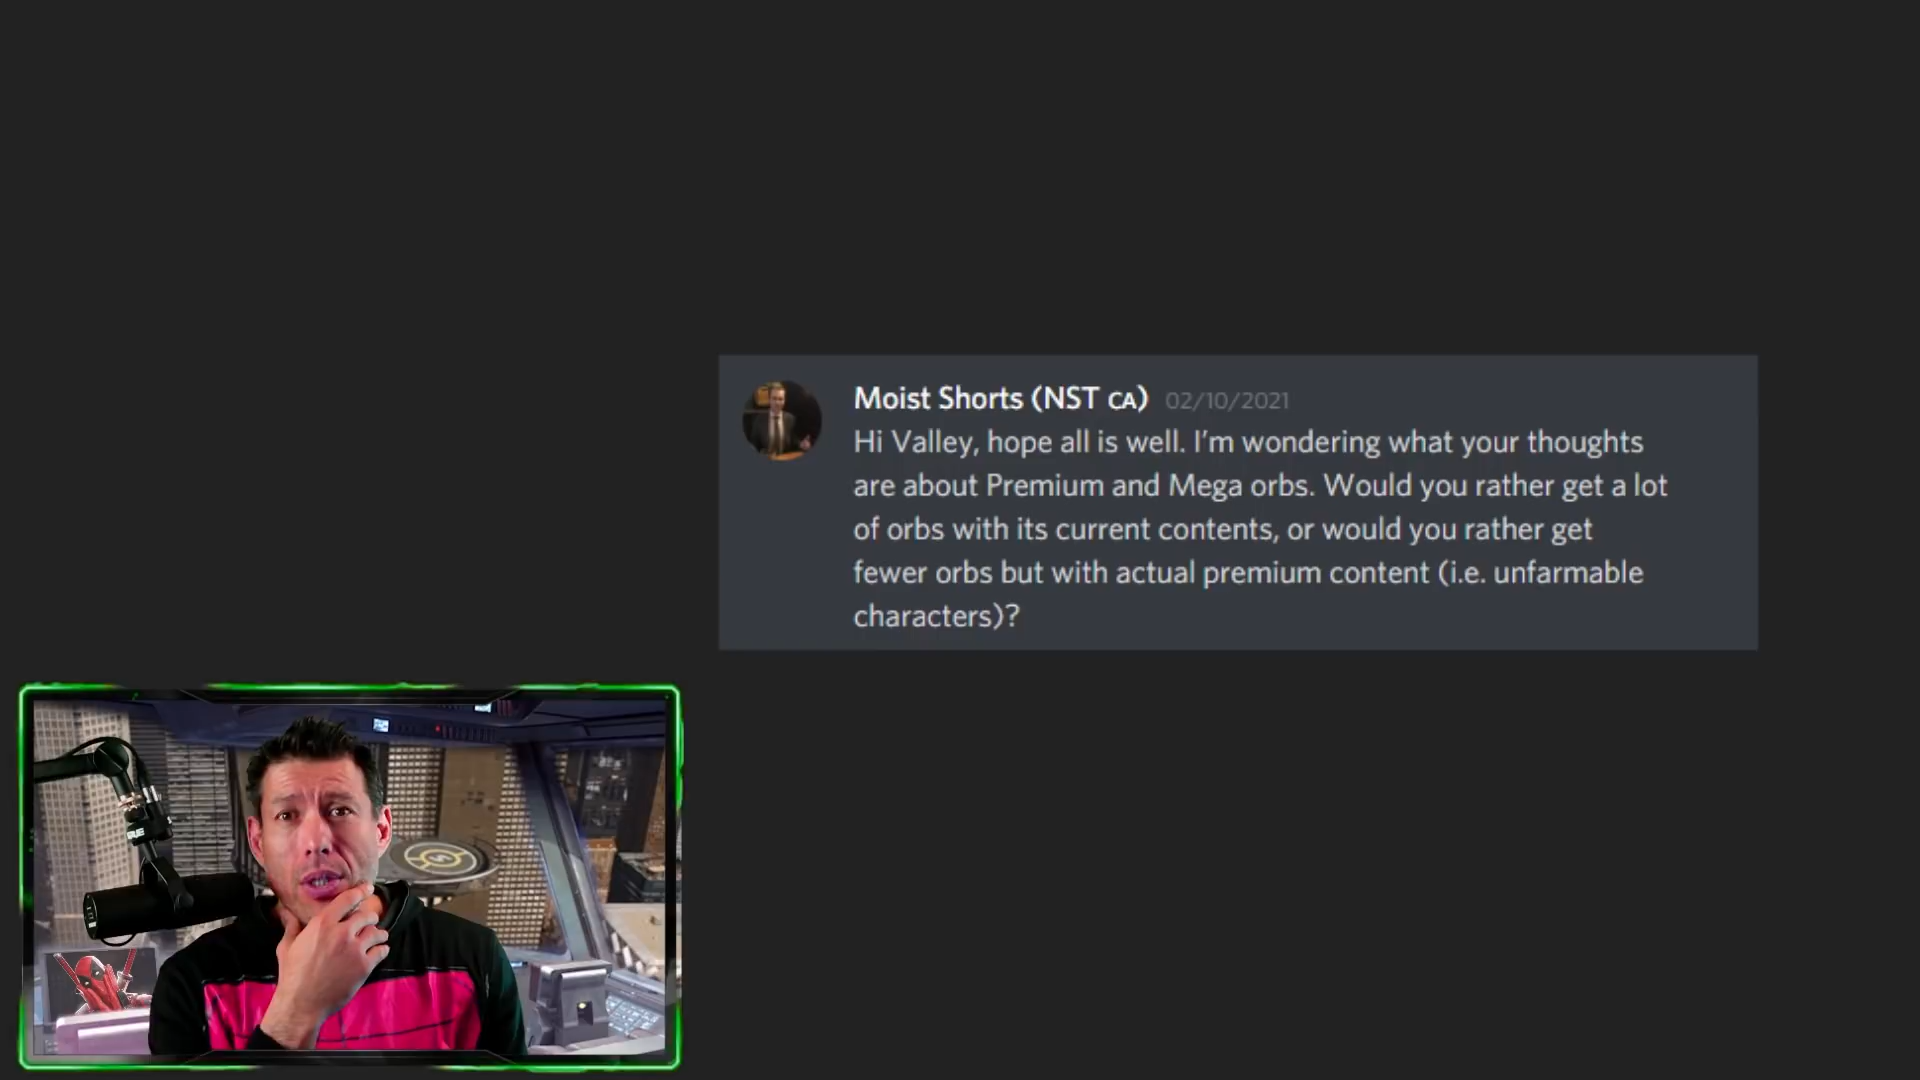 Moist Shorts (NST CA) 02/10/2021
Hi Valley, hope all is well. I'm wondering what your thoughts
are about Premium and Mega orbs. Would you rather get a lot
of orbs with its current contents, or would you rather get
fewer orbs but with actual premium content (i.e. unfarmable
characters)?